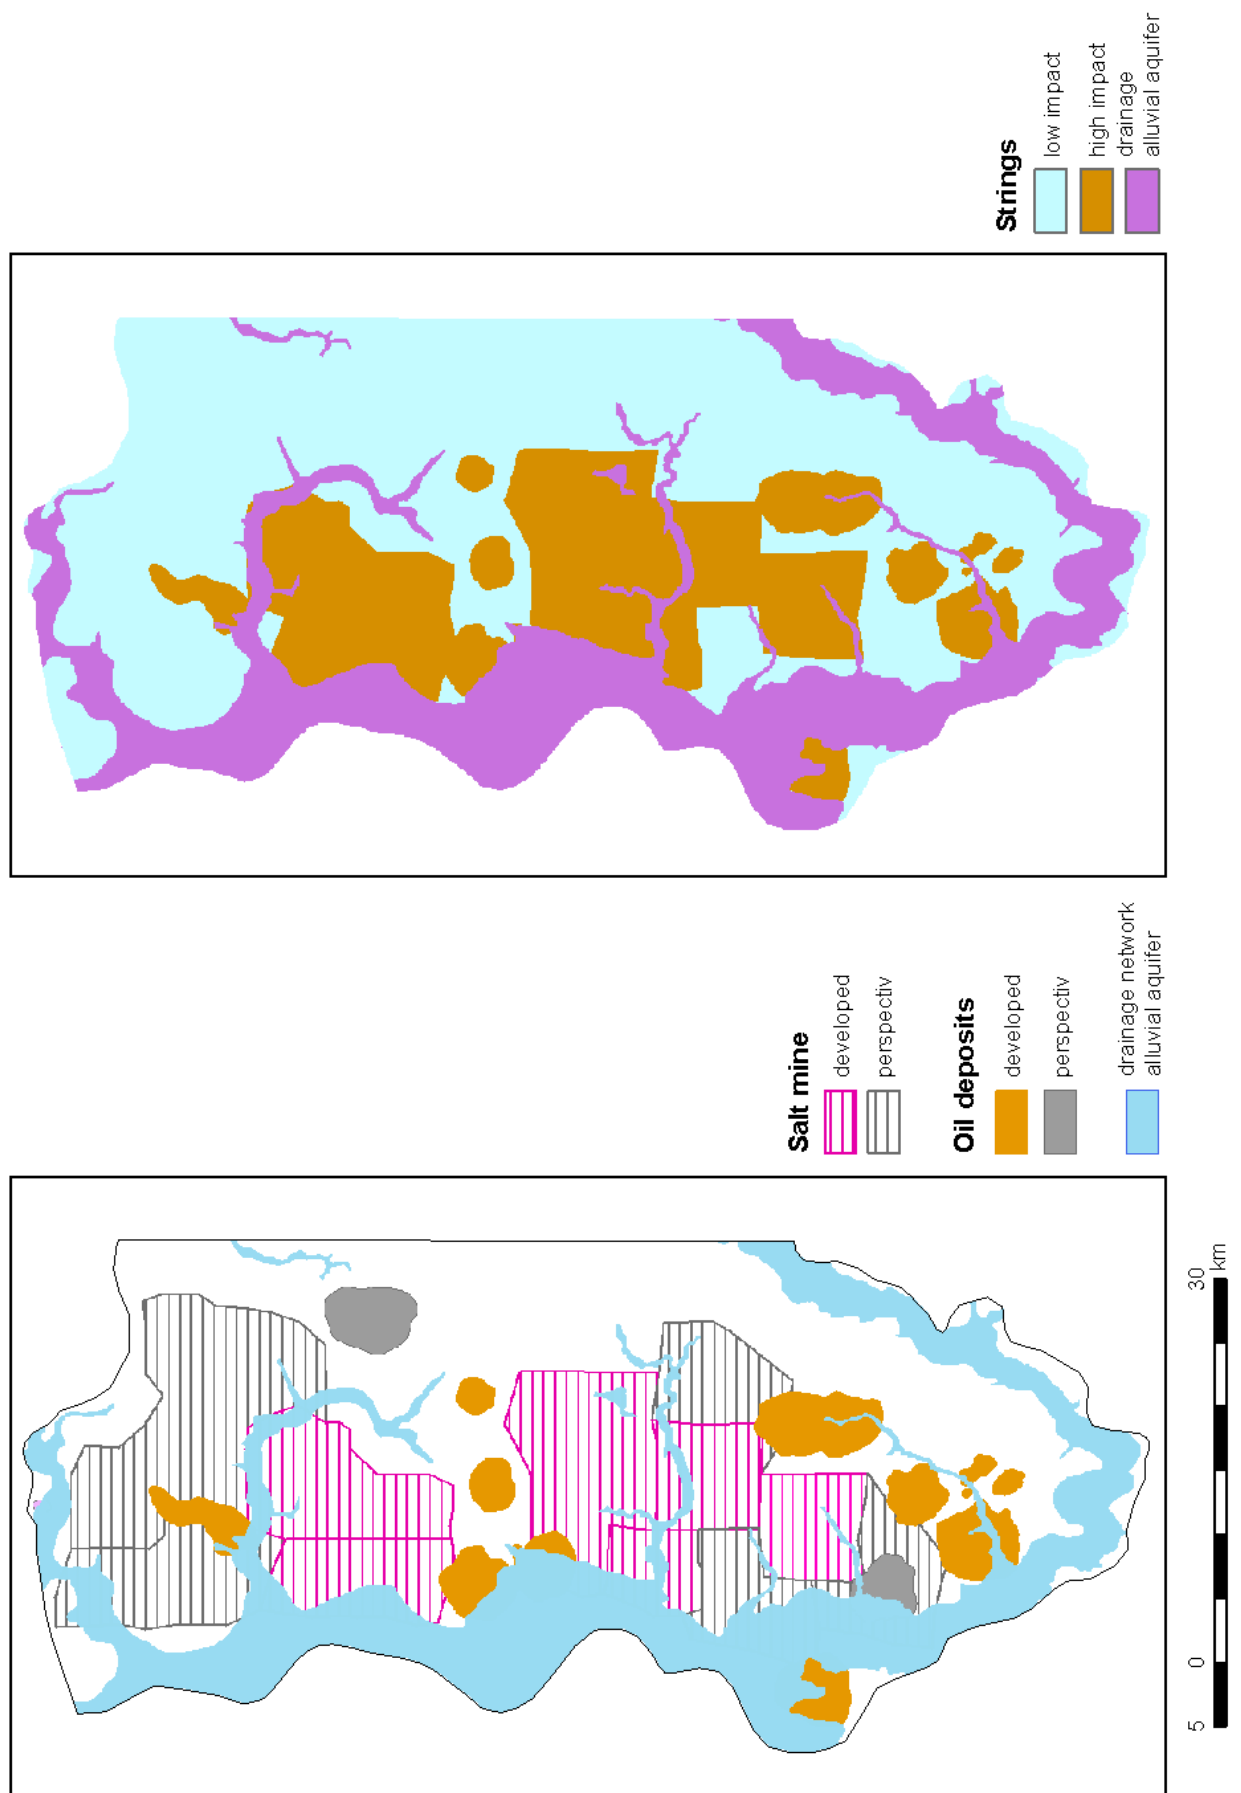 Salt mine
developed
perspectiv
Oil deposits
developed
perspectiv
drainage network
alluvial aquifer
5
0
30
km
Strings
low impact
high impact
drainage
alluvial aquifer